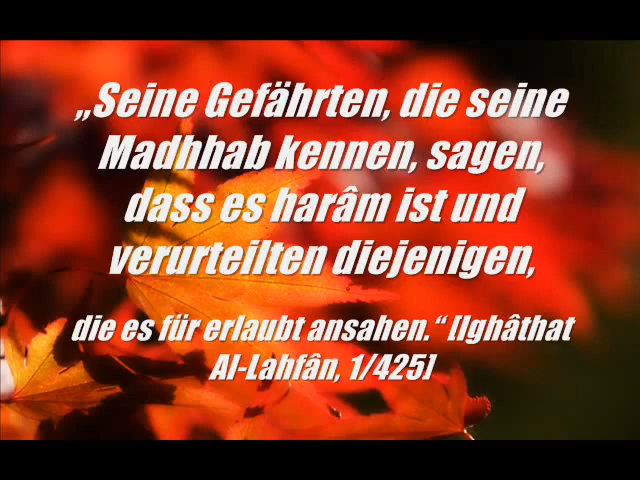 „Seine Gefährten, die seine
Madhhab kennen, sagen,
dass es harâm ist und
verurteilten diejenigen,
die es für erlaubt ansahen.“ [Ighâthat
Al-Lahfân, 1/425]